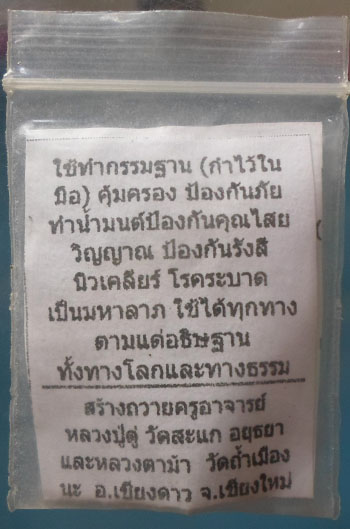 ใช้ทำกรรมฐาน (กำไว้ใน
มือ) คุ้มครอง ป้องกันภัย
ทำน้ำมนต์ป้องกันคุณไสย
วิญญาณ ป้องกันรังสี
นิวเคลียร์ โรคระบาด
เป็นมหาลาภ ใช้ได้ทุกทาง
ตามแต่อธิษฐาน
ทั้งทางโลกและทางธรรม
สร้างถวายครูอาจารย์
หลวงปู่ดู่ วัดสะแก อยุธยา
และหลวงตาม้า วัดถ้ำเมือง
นะ อ.เชียงดาว จ.เชียงใหม่